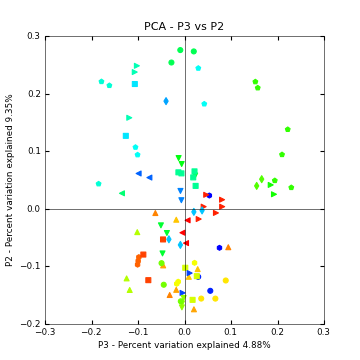 PCA - P3 vs P2
P2 - Percent variation explained 9.35%
0.3
0.2
0.1
0.0
−0.1
−0.2
−0.3 −0.2 −0.1 0.0 0.1 0.2 0.3
P3 - Percent variation explained 4.88%